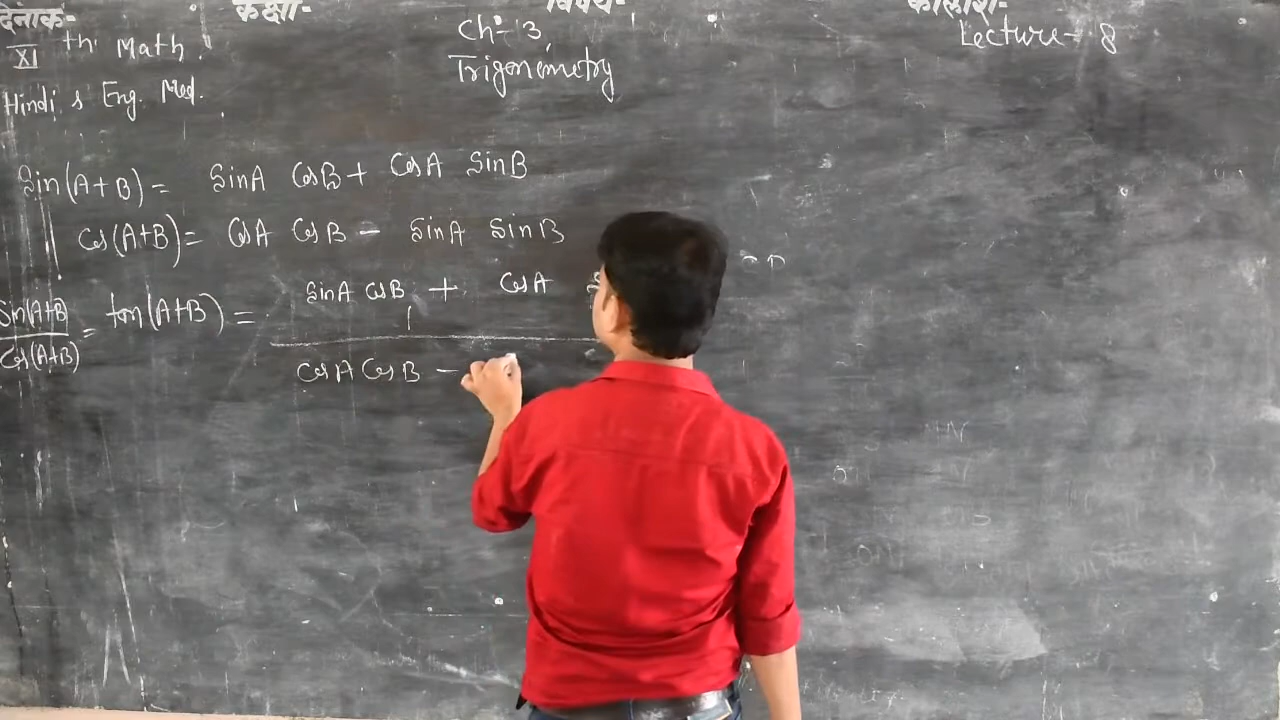 दिनांक- कक्षा- विषय- कालांश-
XI th Math. Ch- 3, Lecture- 8
Hindi & Eng. Med. Trigonometry
Sin(A+B) = SinA CosB + CosA SinB
Cos(A+B) = CosA CosB - SinA SinB
Sin(A+B) / Cos(A+B) = tan(A+B) =
SinA CosB + CosA
CosA CosB -